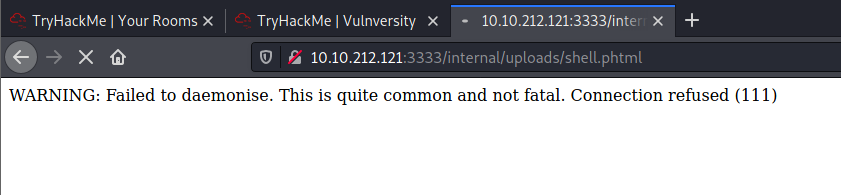 TryHackMe | Your Rooms
TryHackMe | Vulnversity
10.10.212.121:3333/intern
10.10.212.121:3333/internal/uploads/shell.phtml
WARNING: Failed to daemonise. This is quite common and not fatal. Connection refused (111)